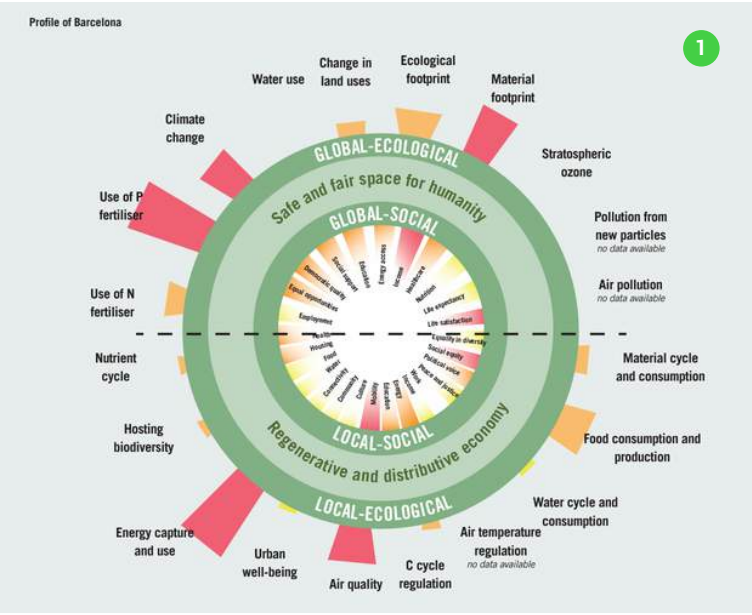 Profile of Barcelona
1
Water use
Change in
land uses
Ecological
footprint
Material
footprint
Climate
change
Stratospheric
ozone
Use of P
fertiliser
Pollution from
new particles
no data available
Use of N
fertiliser
Air pollution
no data available
GLOBAL-ECOLOGICAL
Safe and fair space for humanity
GLOBAL-SOCIAL
Employment
Equal opportunities
Democratic quality
Social support
Education
Energy access
Income
Healthcare
Nutrition
Life expectancy
Life satisfaction
Equality in diversity
Social equity
Political voice
Peace and justice
Work
Income
Energy
Education
Mobility
Culture
Community
Connectivity
Water
Food
Housing
Health
LOCAL-SOCIAL
Regenerative and distributive economy
LOCAL-ECOLOGICAL
Nutrient
cycle
Material cycle
and consumption
Hosting
biodiversity
Food consumption and
production
Energy capture
and use
Water cycle and
consumption
Urban
well-being
Air quality
C cycle
regulation
Air temperature
regulation
no data available